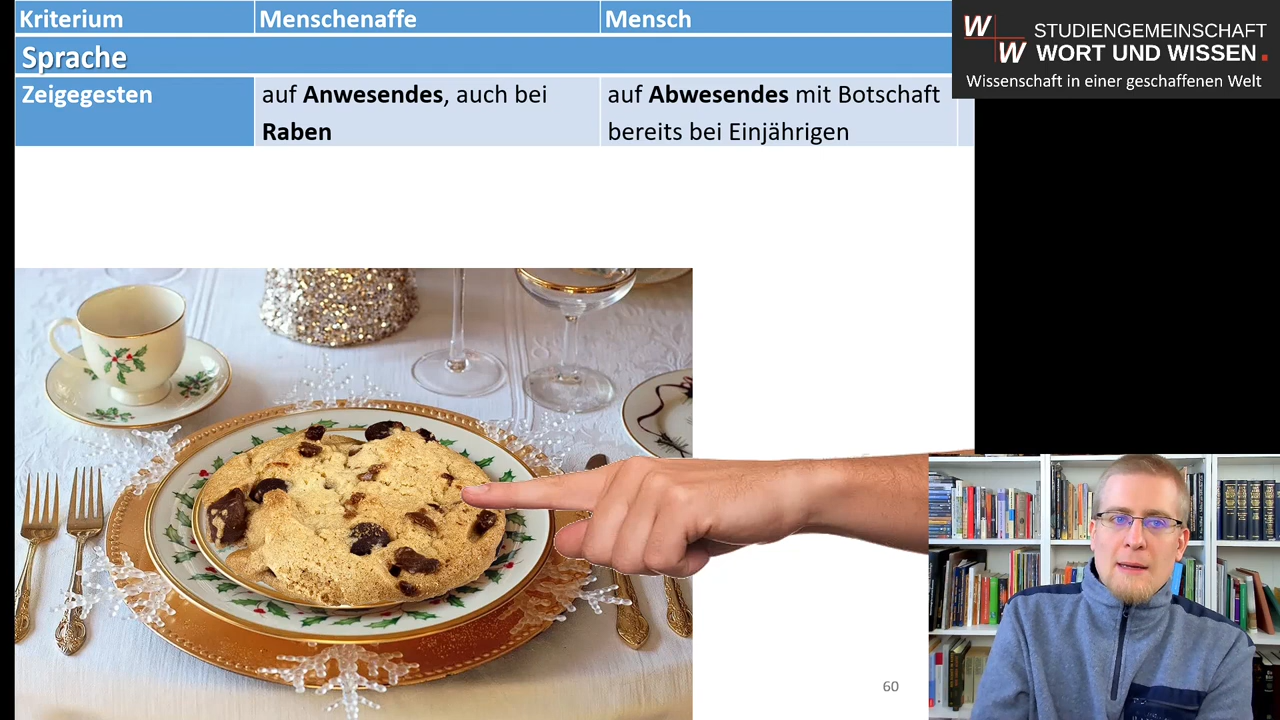 Kriterium
Menschenaffe
Mensch
Sprache
Zeigegesten
auf Anwesendes, auch bei
Raben
auf Abwesendes mit Botschaft
bereits bei Einjährigen
W
W
STUDIENGEMEINSCHAFT
WORT UND WISSEN.
Wissenschaft in einer geschaffenen Welt
60